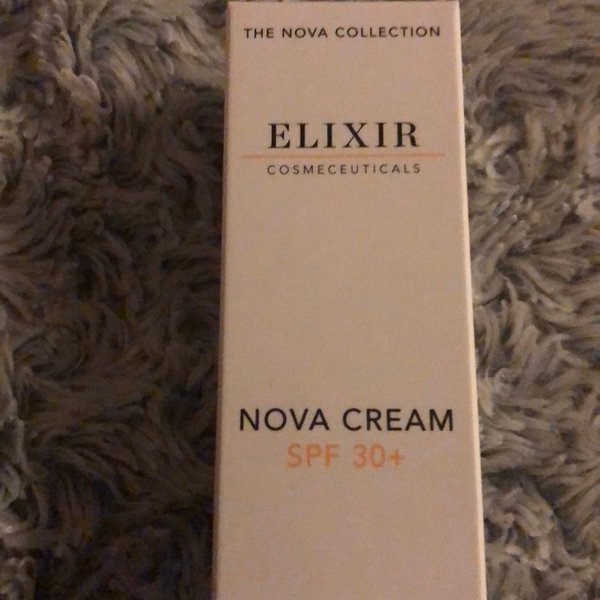 THE NOVA COLLECTION
ELIXIR
COSMECEUTICALS
NOVA CREAM
SPF 30+